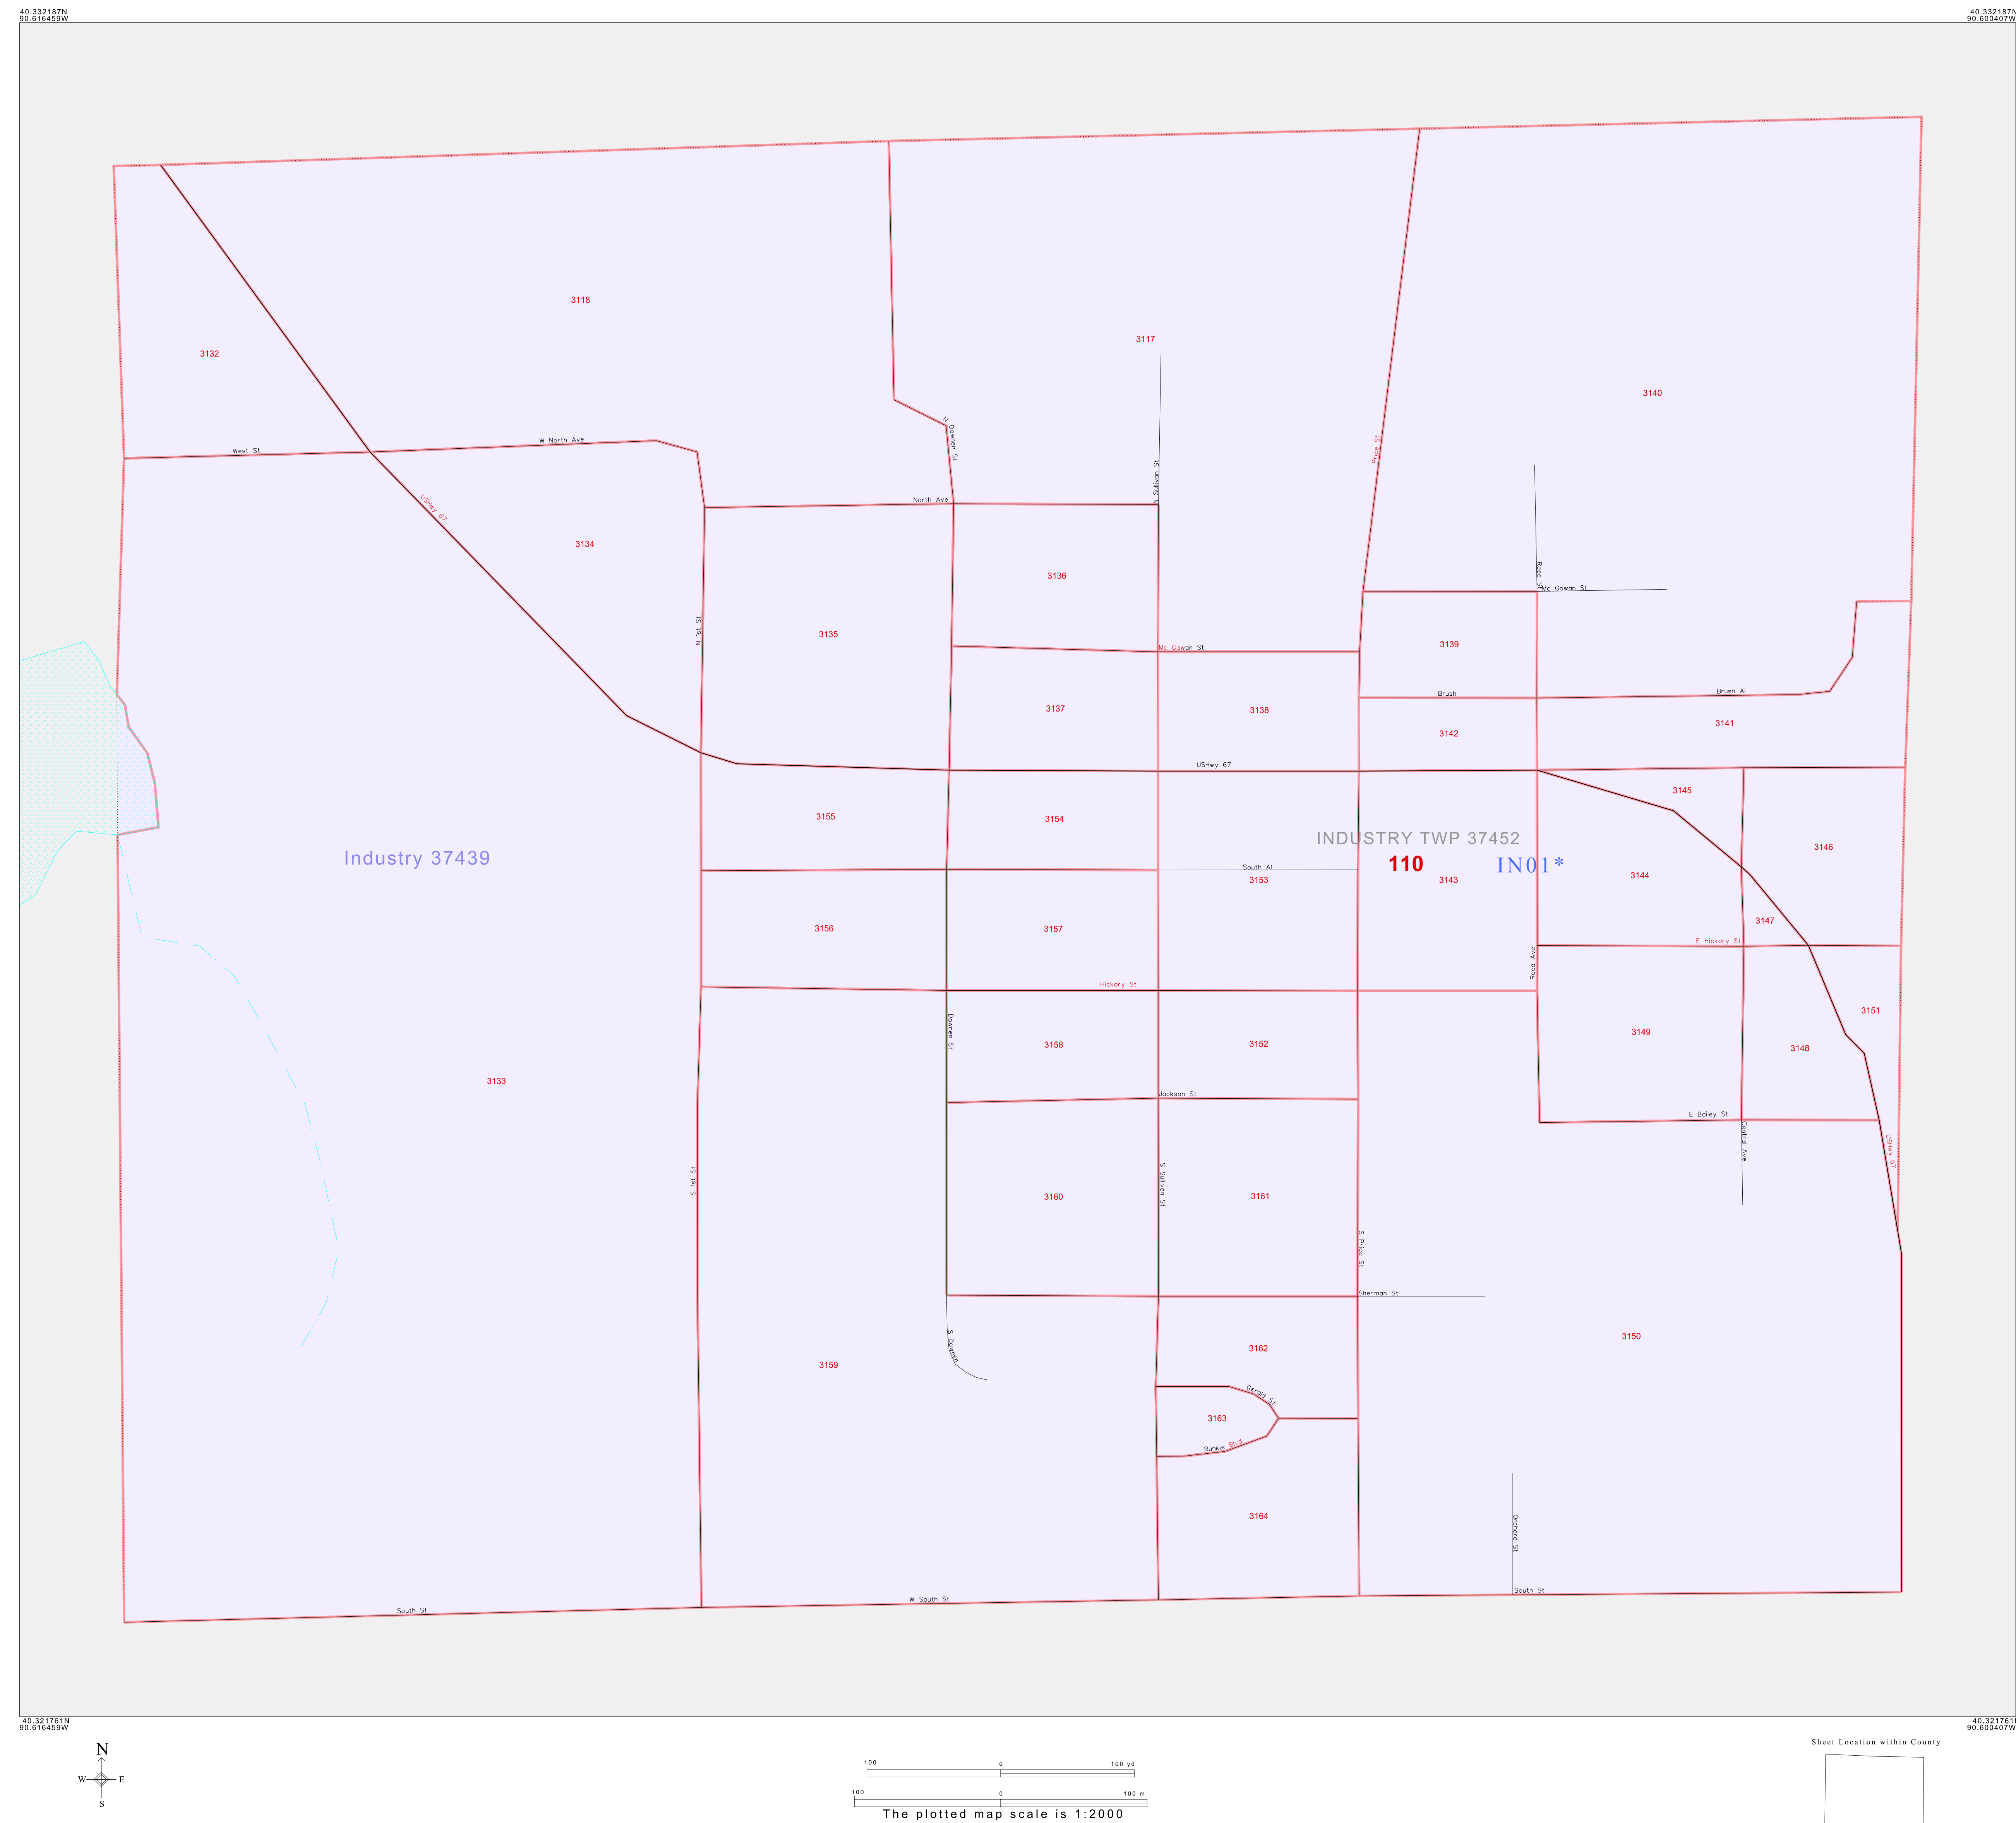 40.332187N
90.616459W
40.332187N
90.600407W
3118
3117
3132
3140
N Downen St
W North Ave
West St
Price St
N Sullivan St
USHwy 67
North Ave
3134
3136
Reed St
Mc Gowan St
N 1st St
3135
3139
Mc Gowan St
Brush
Brush Al
3137
3138
3141
3142
USHwy 67
3145
3155
3154
INDUSTRY TWP 37452
3146
Industry 37439
110
IN01*
South Al
3153
3143
3144
3147
3156
3157
E Hickory St
Reed Ave
Hickory St
3151
Downen St
3149
3158
3152
3148
3133
Jackson St
E Bailey St
Central Ave
USHwy 67
S 1st St
S Sullivan St
3160
3161
S Price St
Sherman St
3150
S Downen
3162
3159
Gerald St
3163
Runkle Blvd
3164
Orchard St
South St
W South St
South St
40.321761N
90.616459W
40.321761N
90.600407W
N
W
E
S
100 0 100 yd
100 0 100 m
The plotted map scale is 1:2000
Sheet Location within County